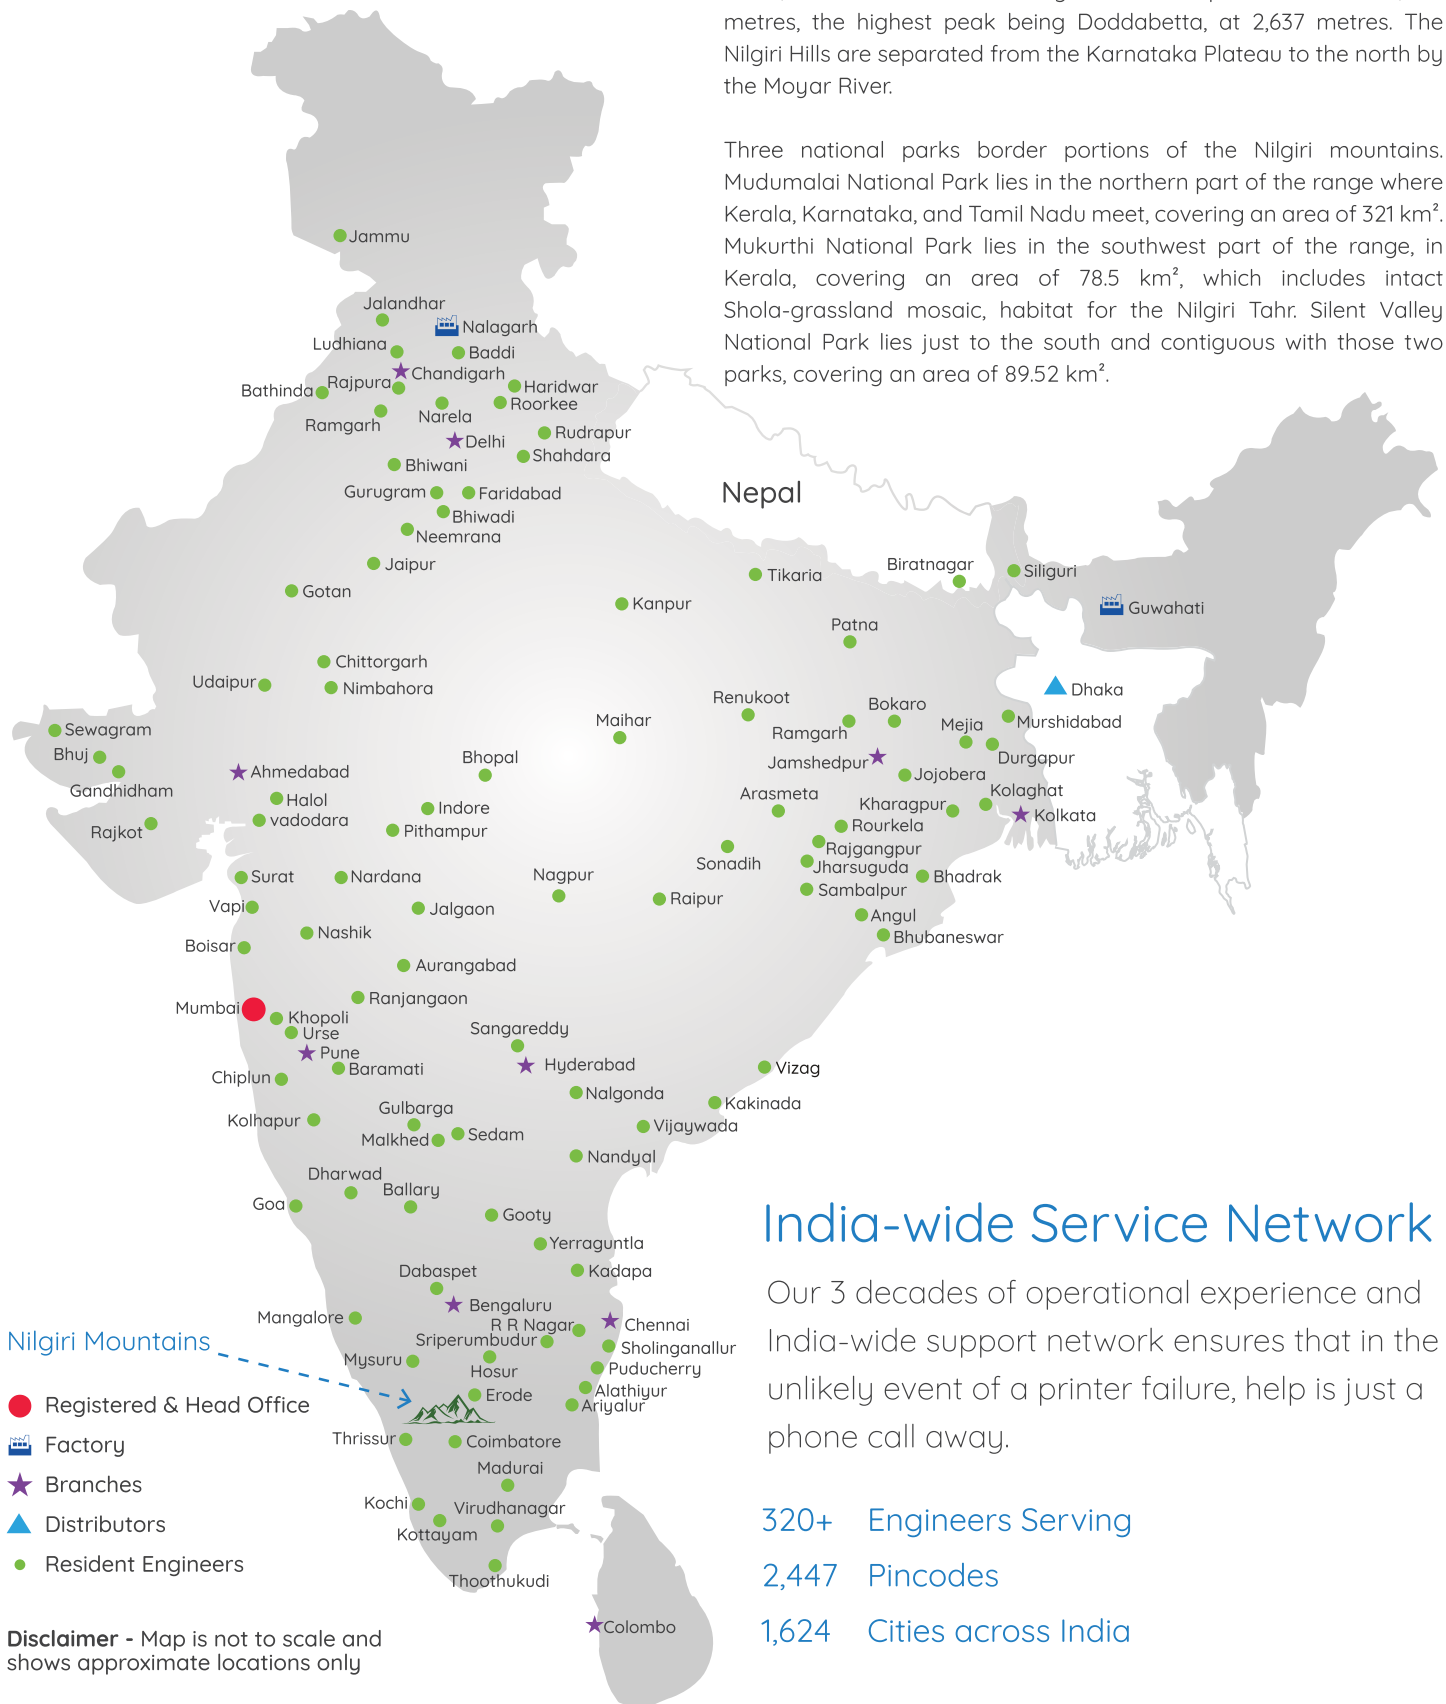 metres, the highest peak being Doddabetta, at 2,637 metres. The
Nilgiri Hills are separated from the Karnataka Plateau to the north by
the Moyar River.
Three national parks border portions of the Nilgiri mountains.
Mudumalai National Park lies in the northern part of the range where
Kerala, Karnataka, and Tamil Nadu meet, covering an area of 321 km².
Mukurthi National Park lies in the southwest part of the range, in
Kerala, covering an area of 78.5 km², which includes intact
Shola-grassland mosaic, habitat for the Nilgiri Tahr. Silent Valley
National Park lies just to the south and contiguous with those two
parks, covering an area of 89.52 km².
Jammu
Jalandhar
Nalagarh
Ludhiana
Baddi
Chandigarh
Rajpura
Bathinda
Haridwar
Roorkee
Ramgarh
Narela
Rudrapur
Delhi
Shahdara
Bhiwani
Gurugram
Faridabad
Nepal
Bhiwadi
Neemrana
Jaipur
Biratnagar
Siliguri
Tikaria
Gotan
Kanpur
Guwahati
Patna
Chittorgarh
Udaipur
Nimbahora
Dhaka
Renukoot
Bokaro
Sewagram
Maihar
Ramgarh
Mejia
Murshidabad
Bhuj
Bhopal
Jamshedpur
Durgapur
Ahmedabad
Jojobera
Gandhidham
Kolaghat
Halol
Indore
Arasmeta
Kharagpur
Kolkata
vadodara
Rajkot
Pithampur
Rourkela
Rajgangpur
Sonadih
Jharsuguda
Surat
Nardana
Nagpur
Bhadrak
Sambalpur
Raipur
Vapi
Jalgaon
Angul
Nashik
Bhubaneswar
Boisar
Aurangabad
Ranjangaon
Mumbai
Khopoli
Urse
Sangareddy
Pune
Hyderabad
Baramati
Vizag
Chiplun
Nalgonda
Kakinada
Gulbarga
Kolhapur
Vijaywada
Malkhed
Sedam
Nandyal
Dharwad
Ballary
Goa
Gooty
Yerraguntla
Dabaspet
Kadapa
Bengaluru
Mangalore
R R Nagar
Chennai
Sriperumbudur
Sholinganallur
Mysuru
Hosur
Puducherry
Alathiyur
Erode
Ariyalur
Thrissur
Coimbatore
Madurai
Kochi
Virudhanagar
Kottayam
Thoothukudi
Colombo
India-wide Service Network
Our 3 decades of operational experience and
India-wide support network ensures that in the
unlikely event of a printer failure, help is just a
phone call away.
320+ Engineers Serving
2,447 Pincodes
1,624 Cities across India
Nilgiri Mountains
Registered & Head Office
Factory
Branches
Distributors
Resident Engineers
Disclaimer - Map is not to scale and
shows approximate locations only